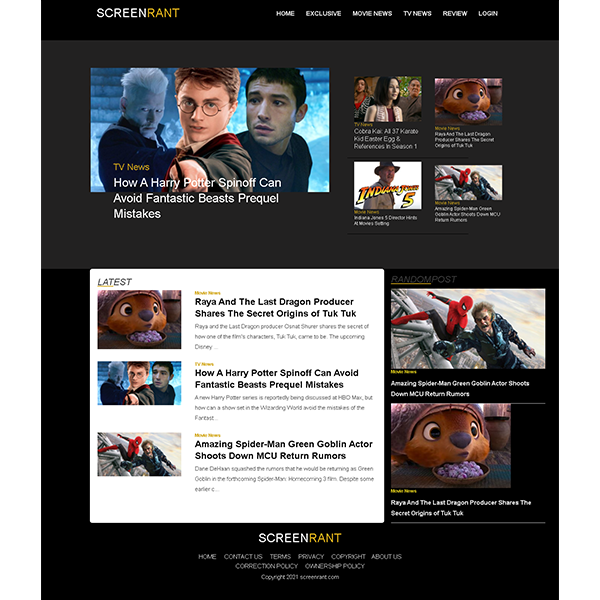 SCREENRANT
HOME EXCLUSIVE MOVIE NEWS TV NEWS REVIEW LOGIN
TV News
How A Harry Potter Spinoff Can
Avoid Fantastic Beasts Prequel
Mistakes
TV News
Cobra Kai: All 37 Karate
Kid Easter Egg &
References In Season 1
Movie News
Raya And The Last Dragon
Producer Shares The Secret
Origins of Tuk Tuk
INDIANA JONES
5
Movie News
Indiana Jones 5 Director Hints
At Movies Setting
Movie News
Amazing Spider-Man Green
Goblin Actor Shoots Down MCU
Return Rumors
LATEST
Movie News
Raya And The Last Dragon Producer
Shares The Secret Origins of Tuk Tuk
Raya and the Last Dragon producer Osnat Shurer shares the secret of
how one of the film's characters, Tuk Tuk, came to be. The upcoming
Disney ...
TV News
How A Harry Potter Spinoff Can Avoid
Fantastic Beasts Prequel Mistakes
A new Harry Potter series is reportedly being discussed at HBO Max, but
how can a show set in the Wizarding World avoid the mistakes of the
Fantast...
Movie News
Amazing Spider-Man Green Goblin Actor
Shoots Down MCU Return Rumors
Dane DeHaan squashed the rumors that he would be returning as Green
Goblin in the forthcoming Spider-Man: Homecoming 3 film. Despite some
earlier c...
RANDOMPOST
Movie News
Amazing Spider-Man Green Goblin Actor Shoots
Down MCU Return Rumors
Movie News
Raya And The Last Dragon Producer Shares The
Secret Origins of Tuk Tuk
SCREENRANT
HOME CONTACT US TERMS PRIVACY COPYRIGHT ABOUT US
CORRECTION POLICY OWNERSHIP POLICY
Copyright 2021 screenrant.com